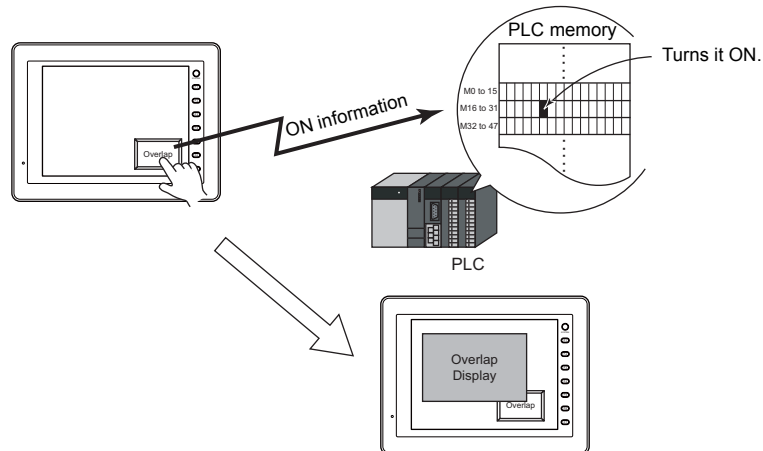 PLC memory
Turns it ON.
M0 to 15
M16 to 31
M32 to 47
ON information
Overlap
PLC
Overlap
Display
Overlap